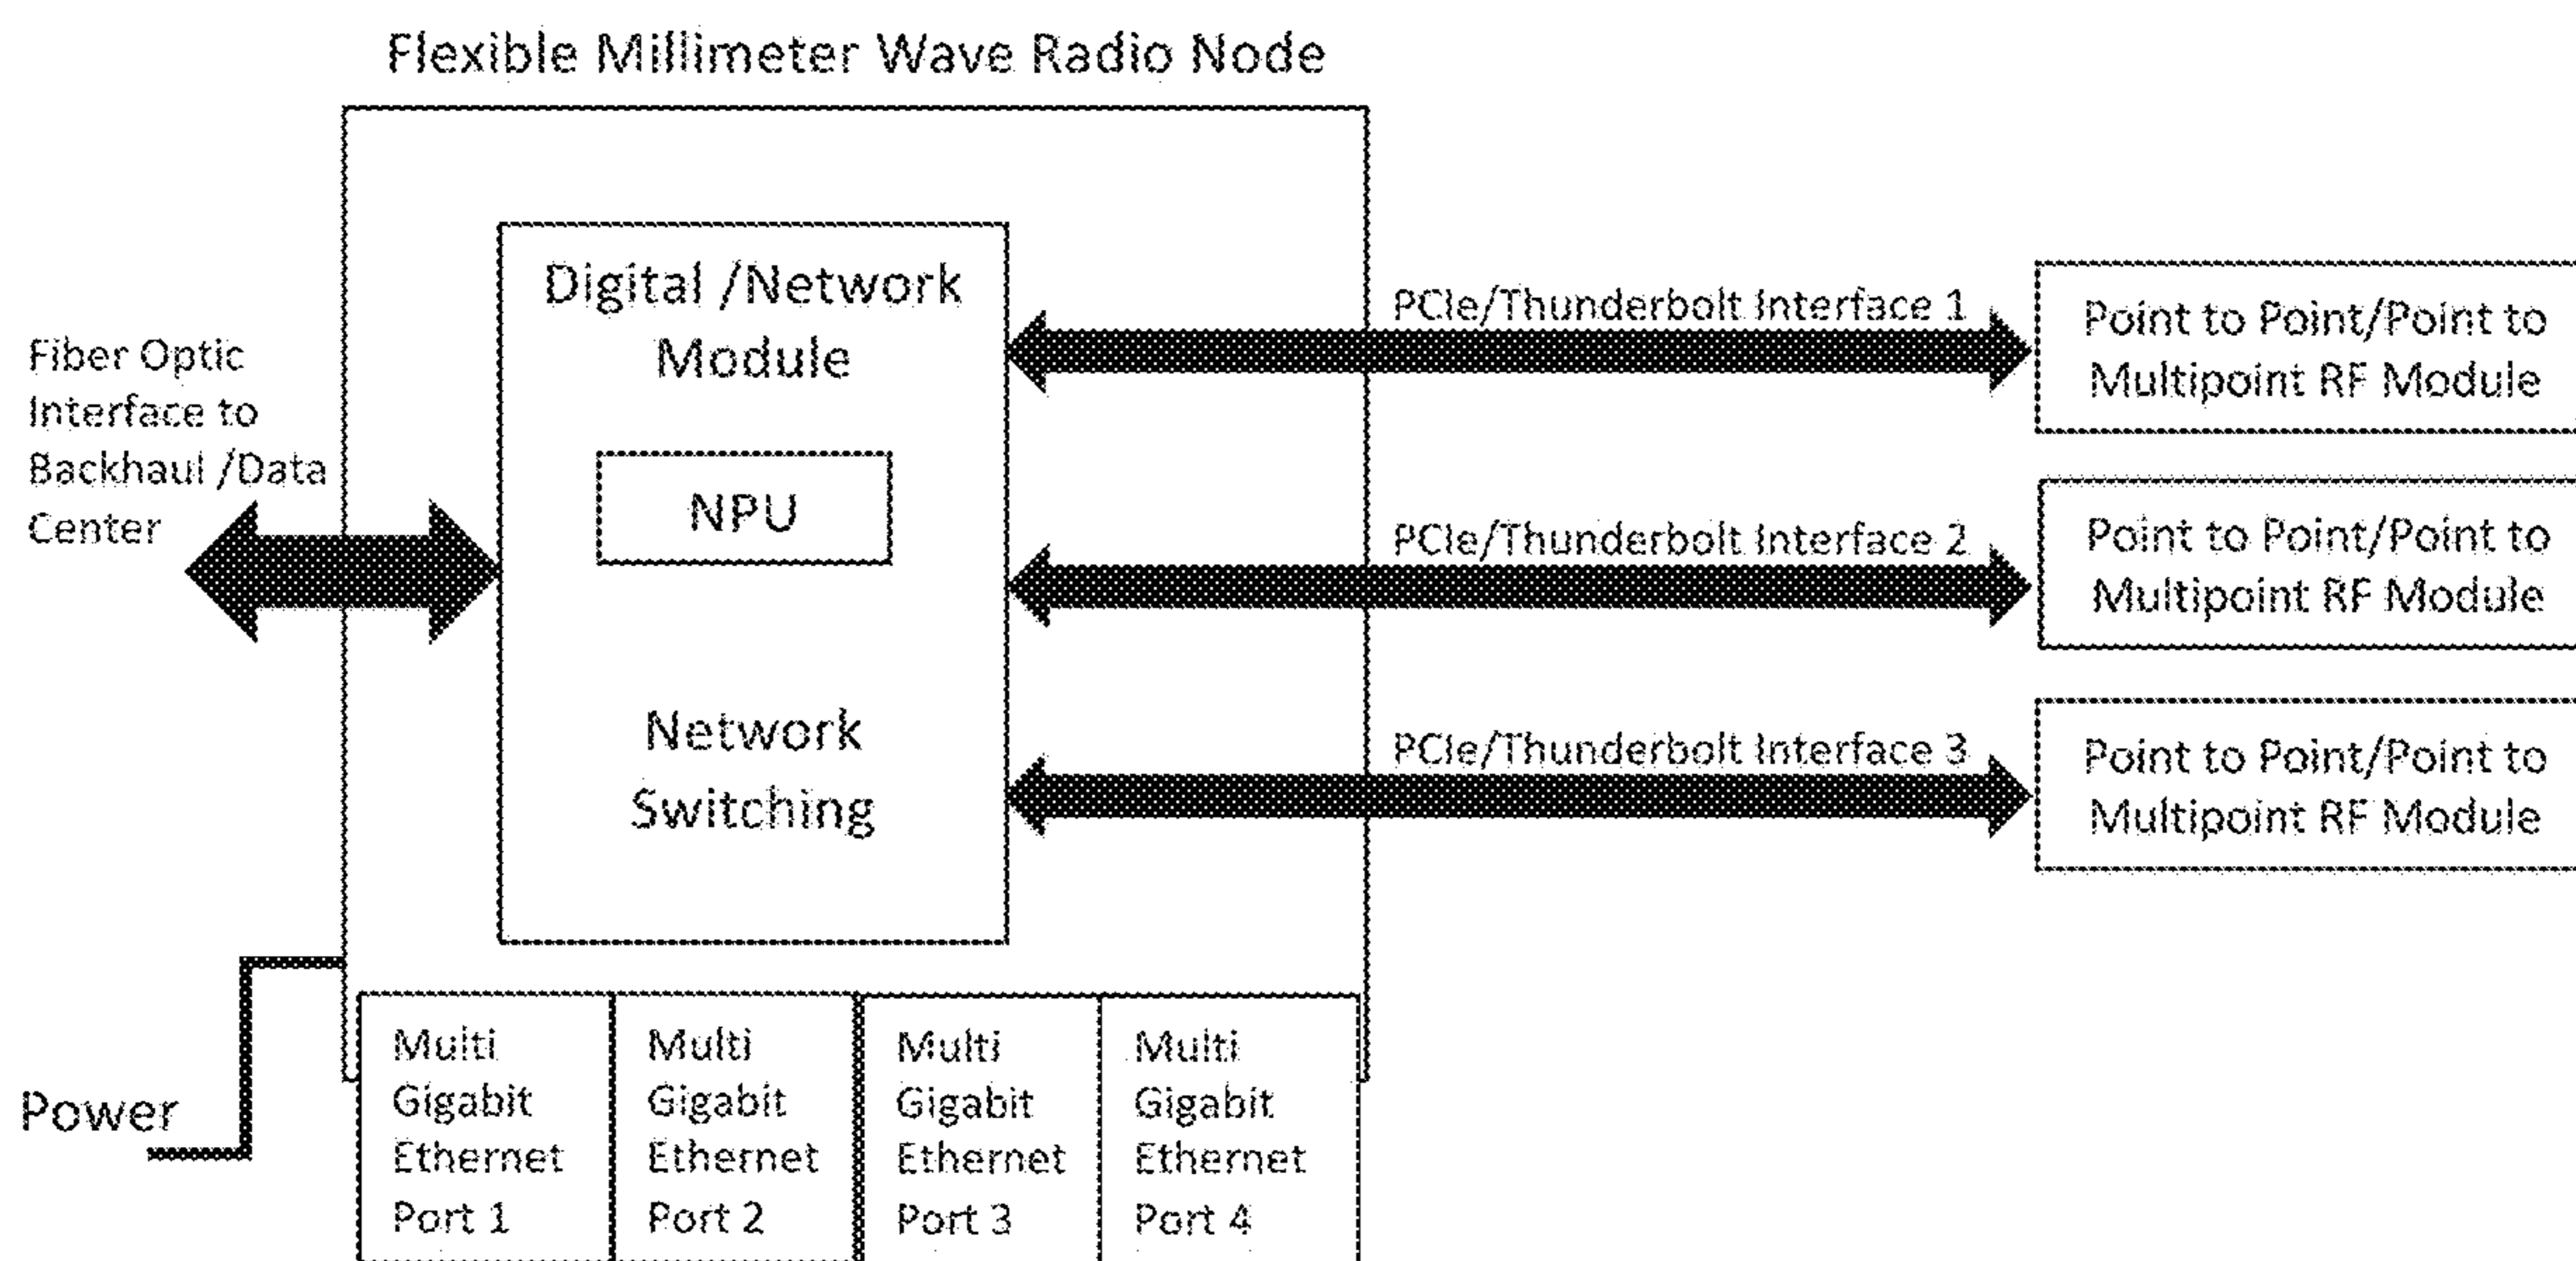 Flexible Millimeter Wave Radio Node
Fiber Optic
Interface to
Backhaul /Data
Center
Digital /Network
Module
NPU
Network
Switching
PCIe/Thunderbolt Interface 1
PCIe/Thunderbolt Interface 2
PCIe/Thunderbolt Interface 3
Point to Point/Point to
Multipoint RF Module
Point to Point/Point to
Multipoint RF Module
Point to Point/Point to
Multipoint RF Module
Power
Multi
Gigabit
Ethernet
Port 1
Multi
Gigabit
Ethernet
Port 2
Multi
Gigabit
Ethernet
Port 3
Multi
Gigabit
Ethernet
Port 4